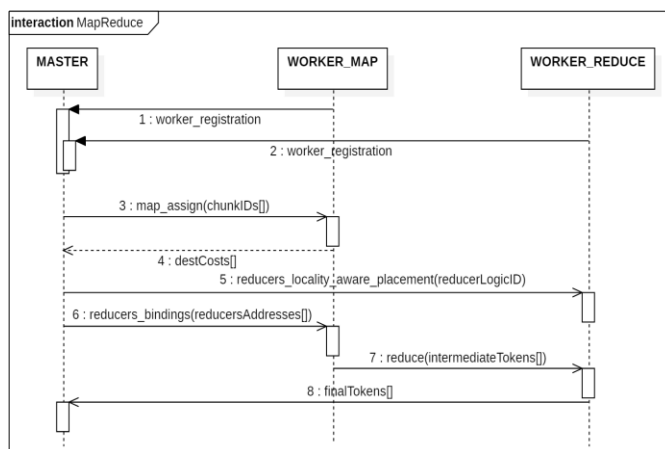 interaction MapReduce
MASTER WORKER_MAP WORKER_REDUCE
1 : worker_registration
2 : worker_registration
3 : map_assign(chunkIDs[])
4 : destCosts[]
5 : reducers_locality_aware_placement(reducerLogicID)
6 : reducers_bindings(reducersAddresses[])
7 : reduce(intermediateTokens[])
8 : finalTokens[]